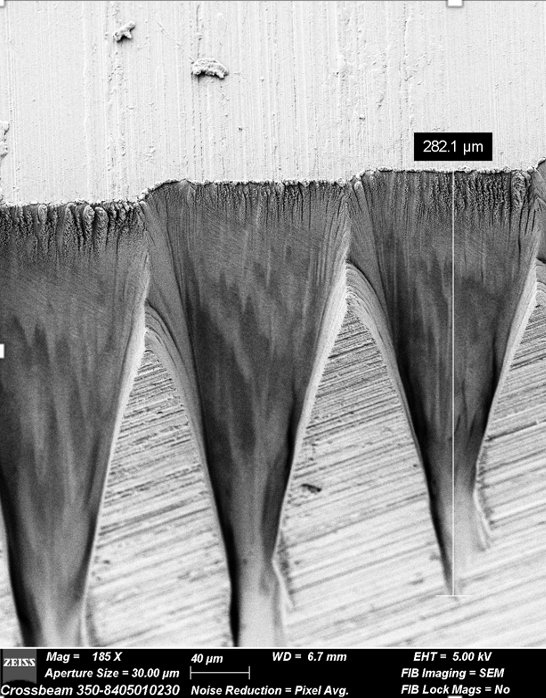 282.1 µm
ZEISS
Mag = 185 X
40 µm
WD = 6.7 mm
EHT = 5.00 kV
Aperture Size = 30.00 µm
FIB Imaging = SEM
Crossbeam 350-8405010230
Noise Reduction = Pixel Avg.
FIB Lock Mags = No